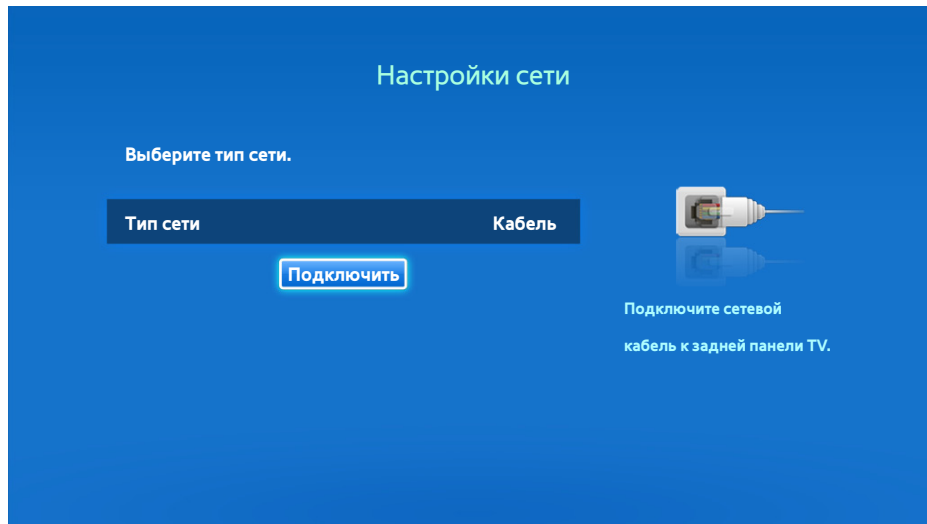 Настройки сети
Выберите тип сети.
Тип сети Кабель
Подключить
Подключите сетевой
кабель к задней панели TV.